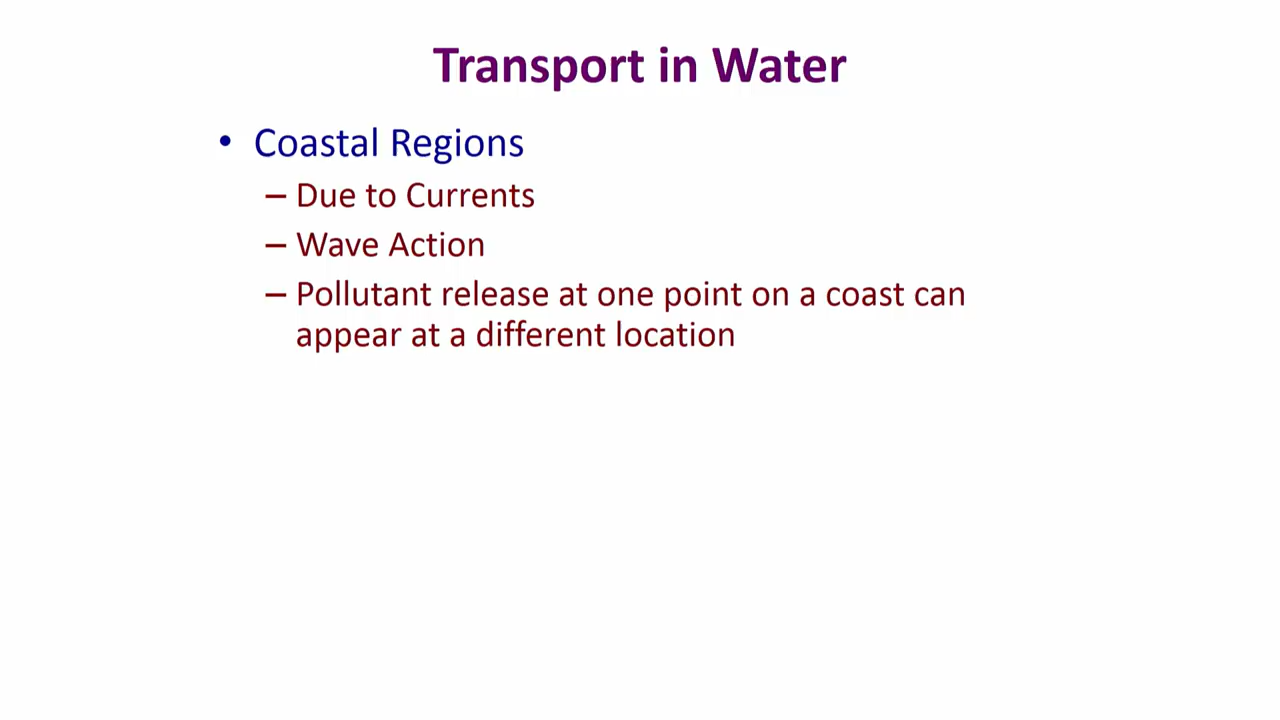 Transport in Water
• Coastal Regions
– Due to Currents
– Wave Action
– Pollutant release at one point on a coast can
appear at a different location